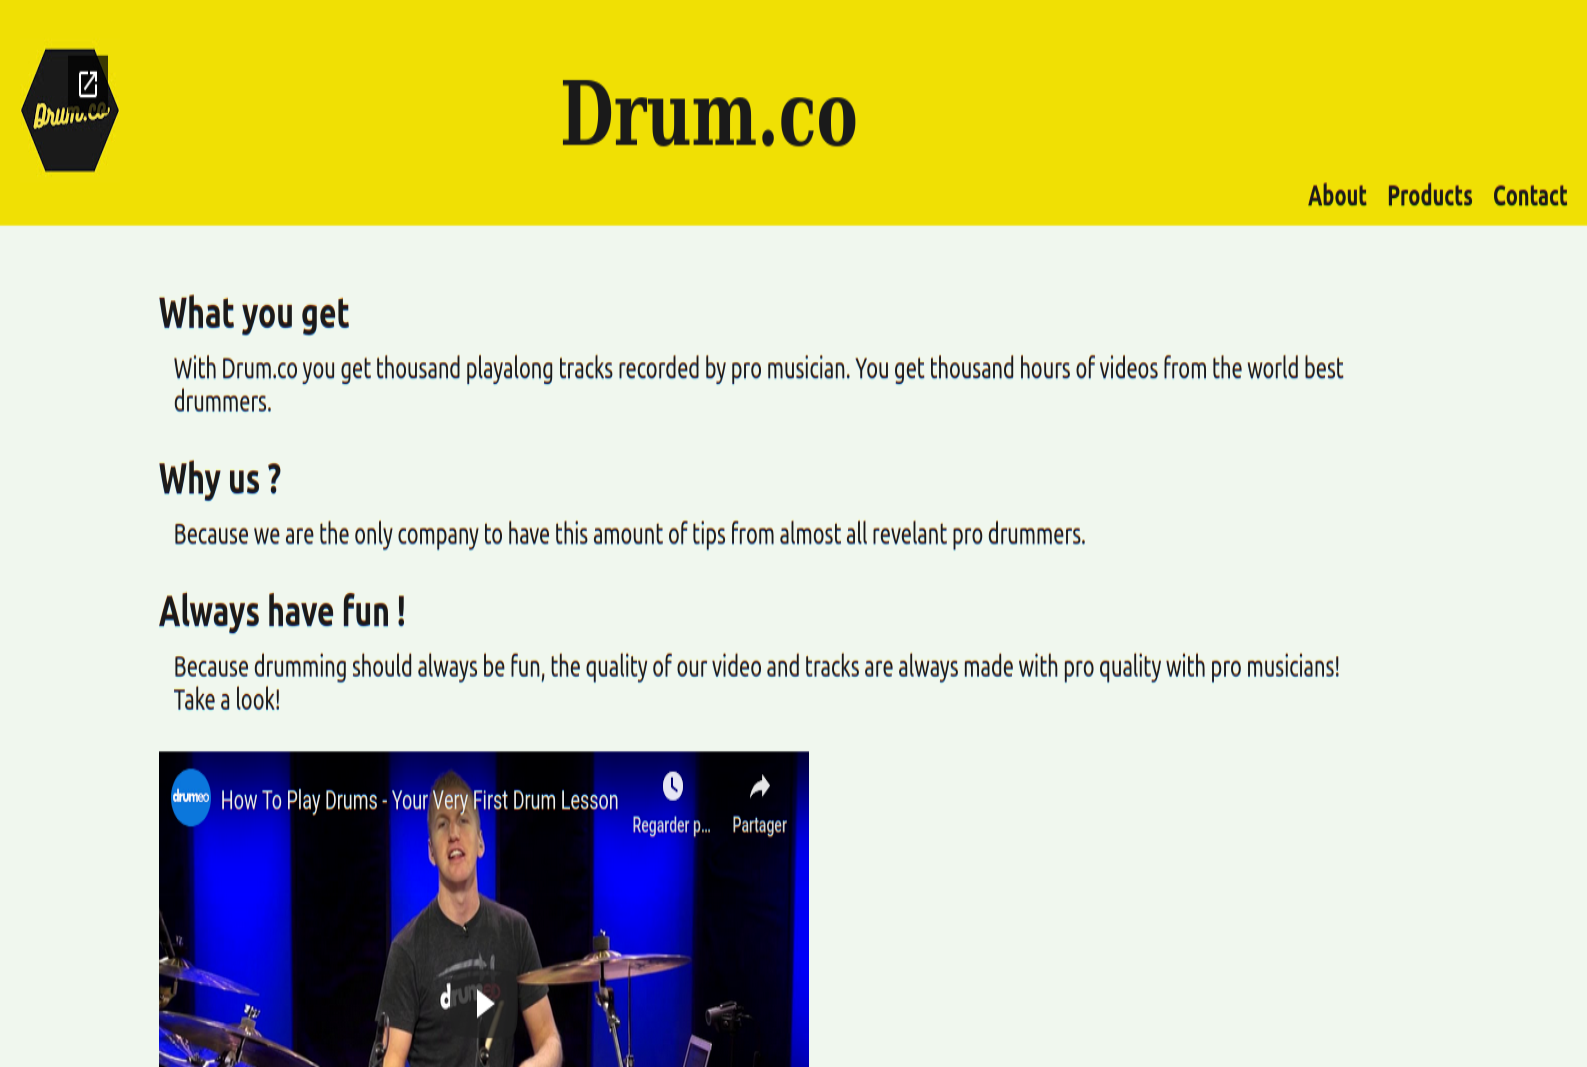 Drum.co
Drum.co
About Products Contact
What you get
With Drum.co you get thousand playalong tracks recorded by pro musician. You get thousand hours of videos from the world best
drummers.
Why us ?
Because we are the only company to have this amount of tips from almost all revelant pro drummers.
Always have fun !
Because drumming should always be fun, the quality of our video and tracks are always made with pro quality with pro musicians!
Take a look!
drumeo How To Play Drums - Your Very First Drum Lesson
Regarder p... Partager
drumeo